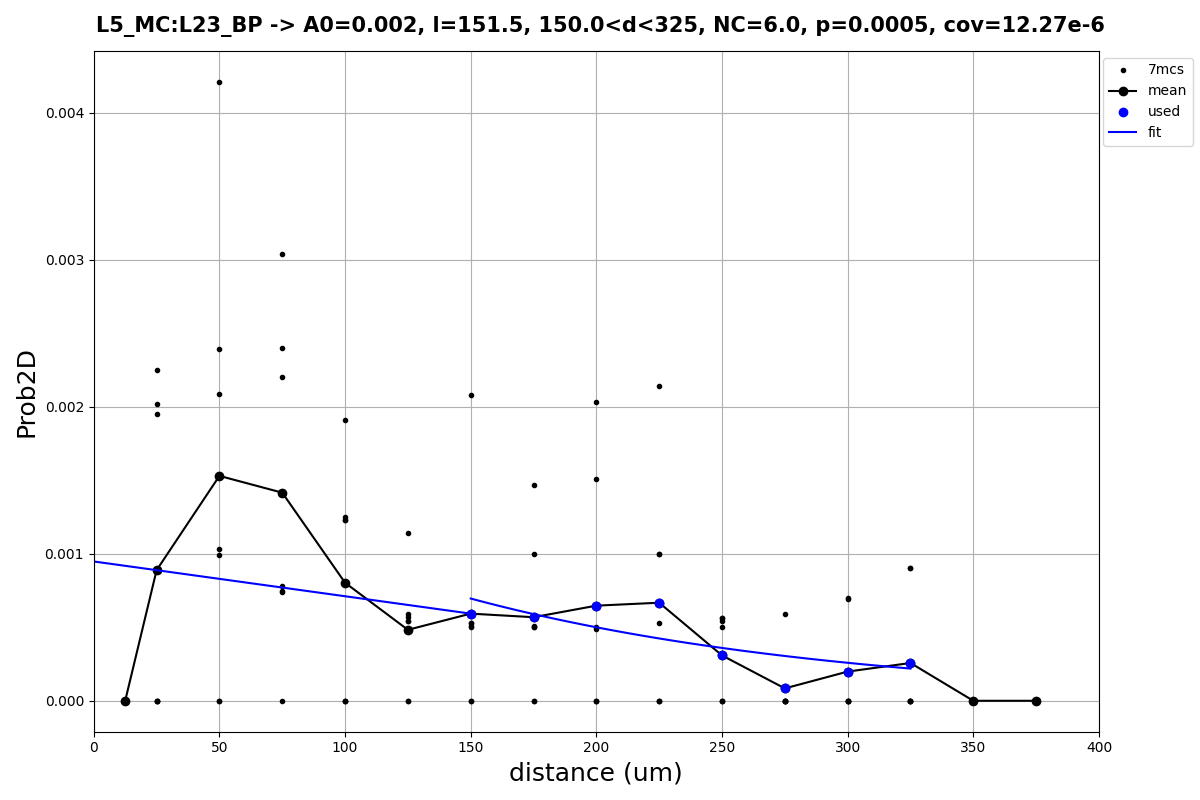 L5_MC:L23_BP -> A0=0.002, l=151.5, 150.0<d<325, NC=6.0, p=0.0005, cov=12.27e-6
7mcs
mean
used
fit
Prob2D
0.004
0.003
0.002
0.001
0.000
0 50 100 150 200 250 300 350 400
distance (um)